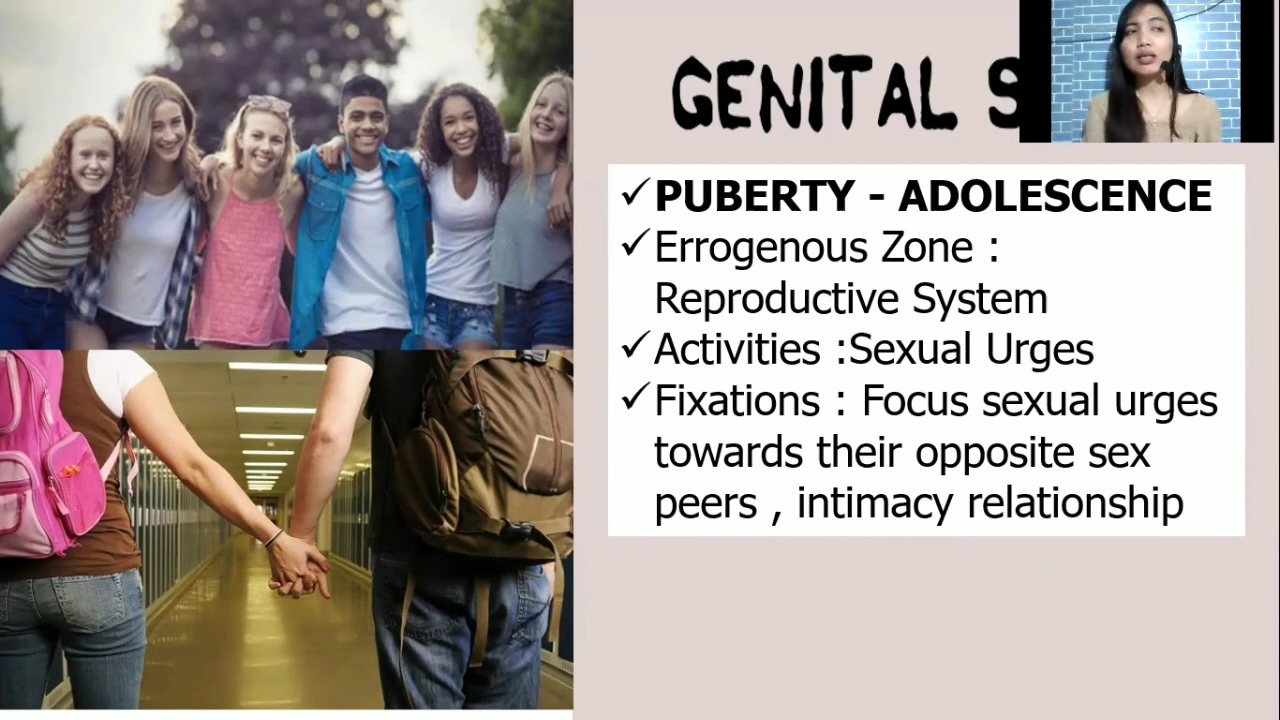 GENITAL S
✓PUBERTY - ADOLESCENCE
✓Errogenous Zone :
Reproductive System
✓Activities :Sexual Urges
✓Fixations : Focus sexual urges
towards their opposite sex
peers , intimacy relationship